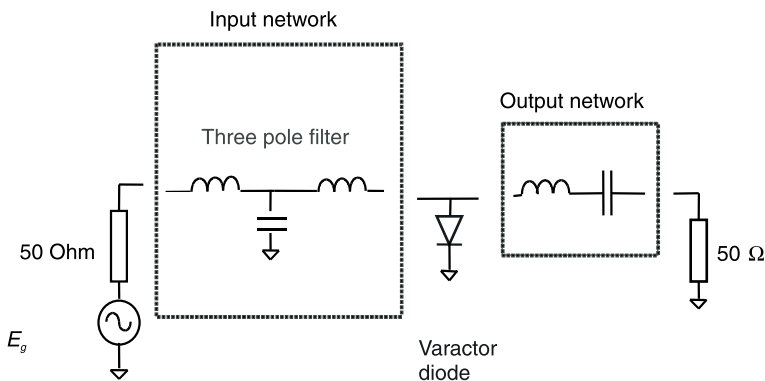 Input network
Output network
Three pole filter
50 Ohm
50 Ω
E_g
Varactor
diode